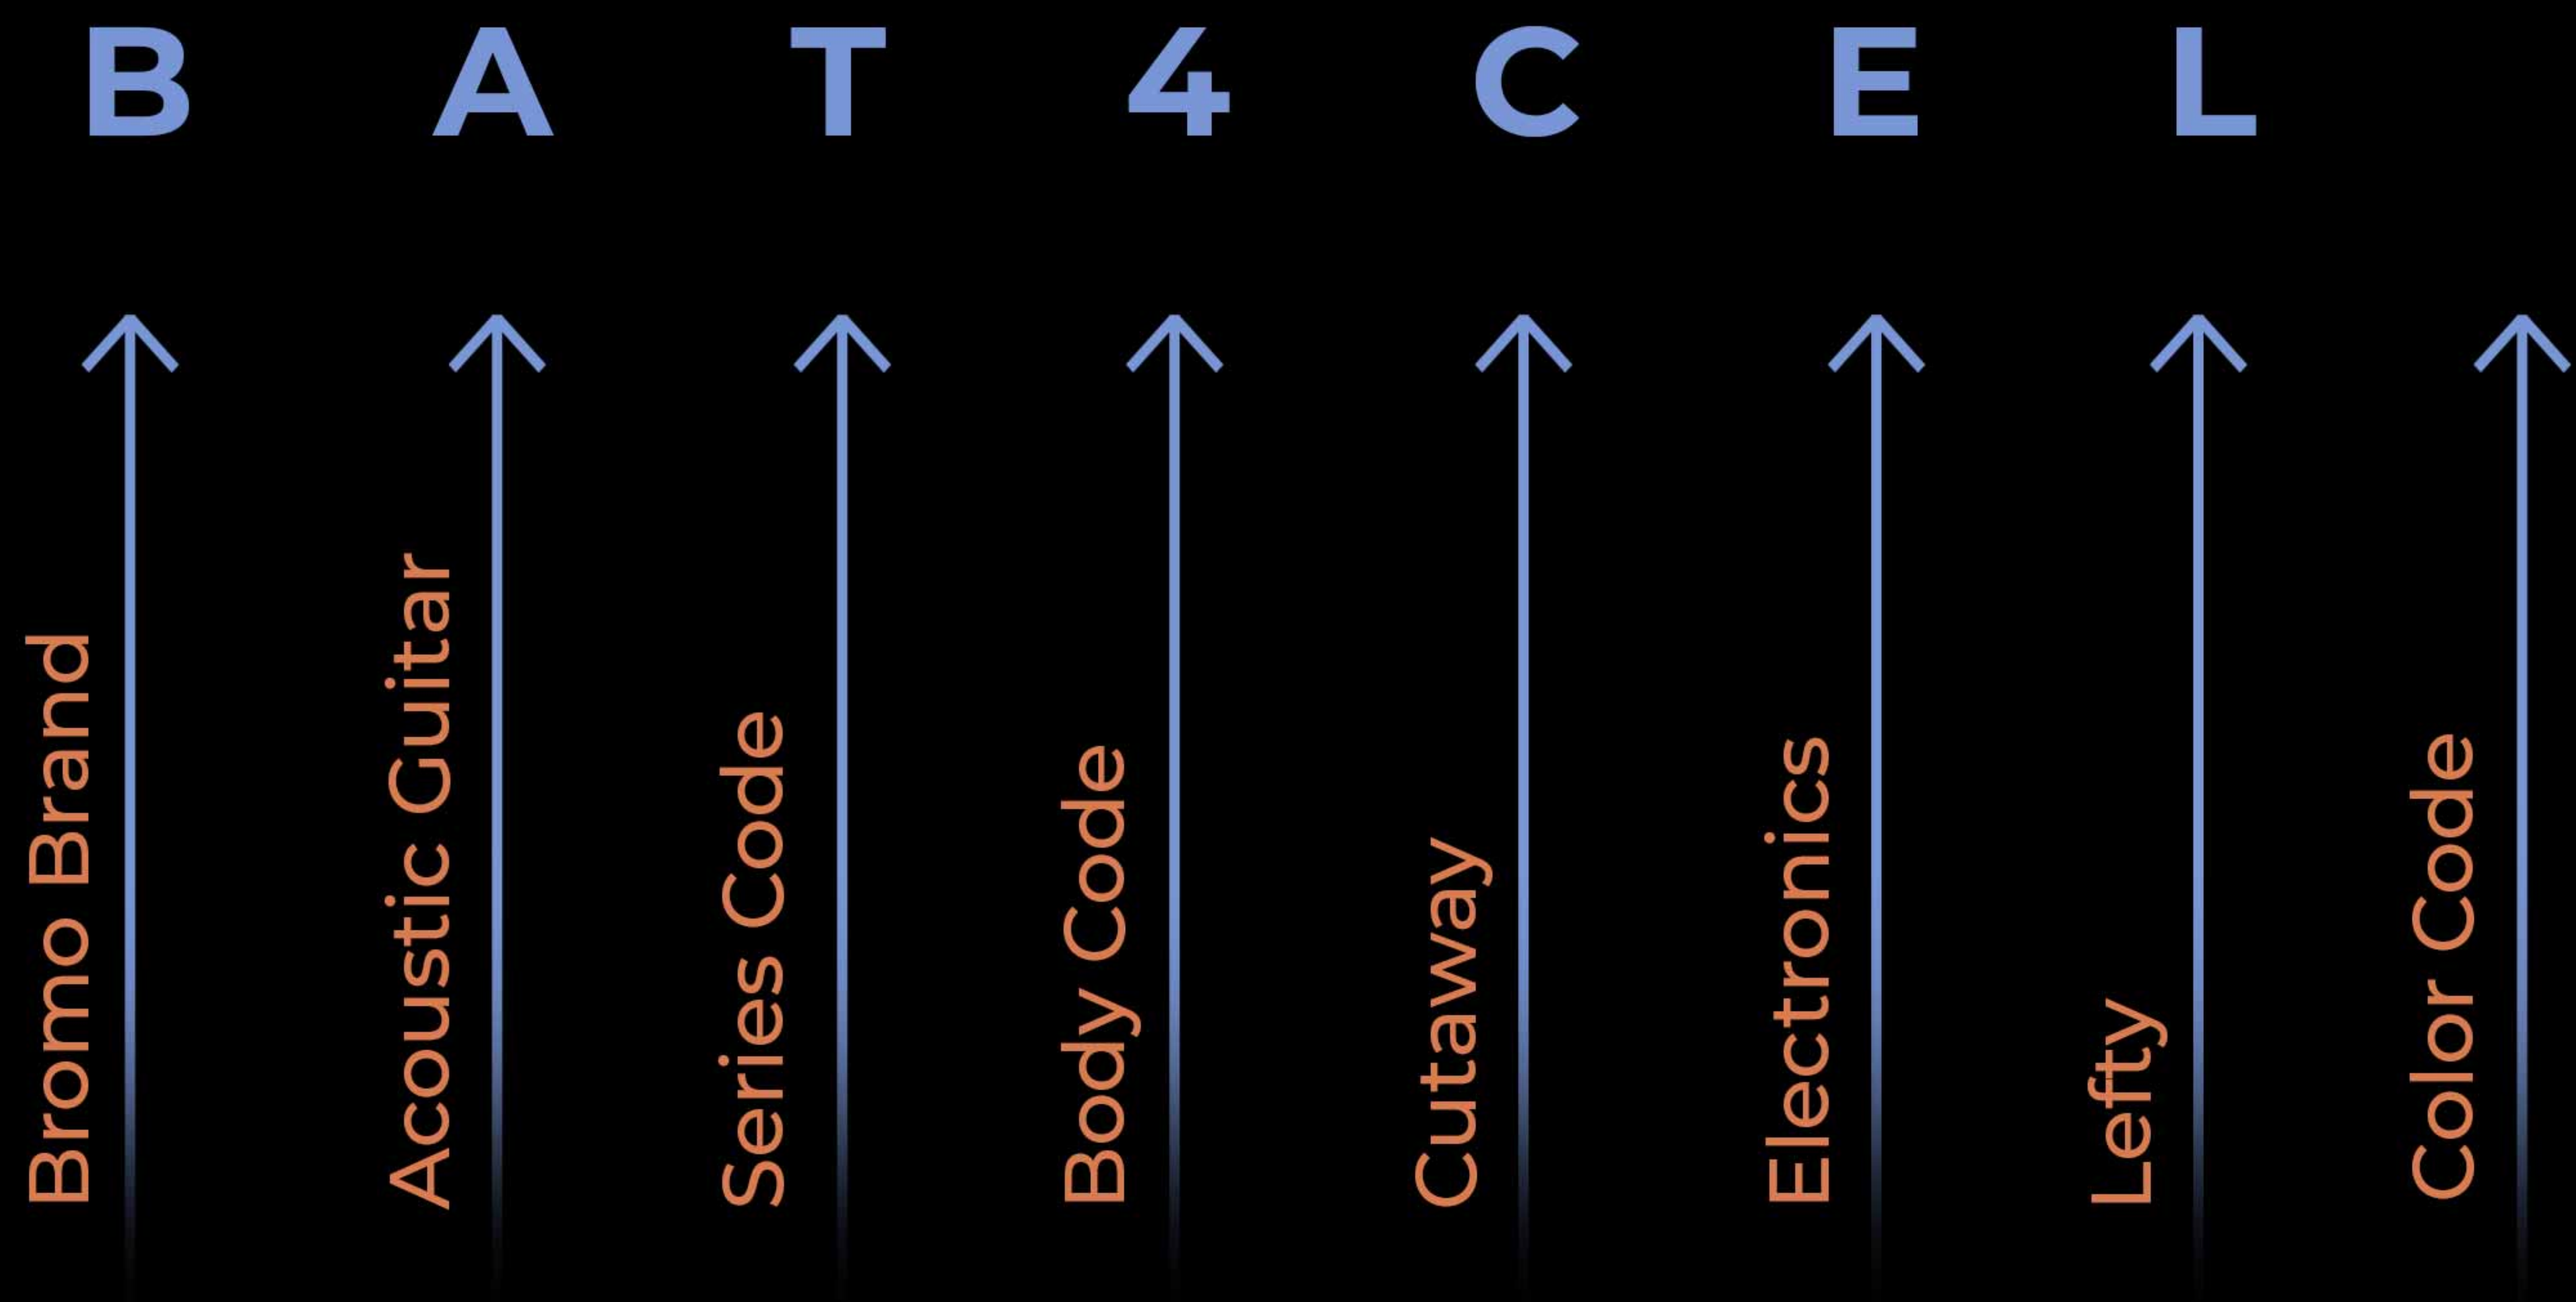 B A T 4 C E L
Bromo Brand
Acoustic Guitar
Series Code
Body Code
Cutaway
Electronics
Lefty
Color Code